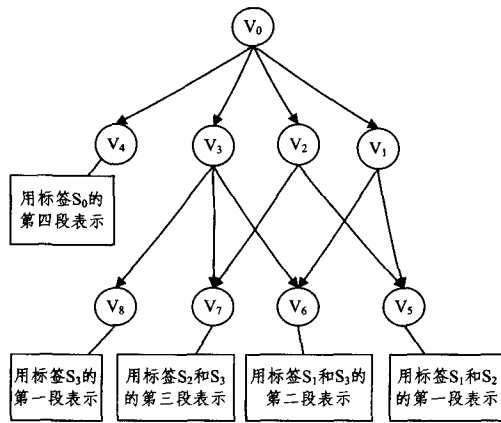 V₀
V₄
V₃
V₂
V₁
用标签S₀的
第四段表示
V₈
V₇
V₆
V₅
用标签S₃的
第一段表示
用标签S₂和S₃
的第三段表示
用标签S₁和S₃的
第二段表示
用标签S₁和S₂
的第一段表示